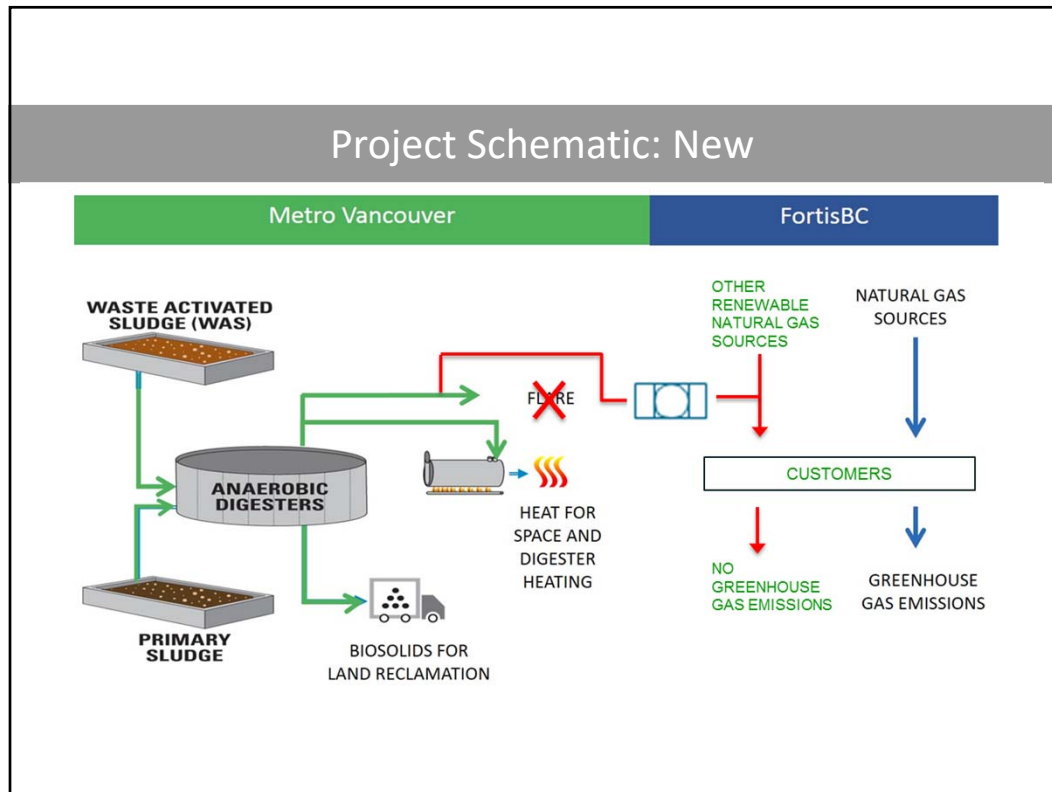 Project Schematic: New
Metro Vancouver
FortisBC
WASTE ACTIVATED
SLUDGE (WAS)
OTHER
RENEWABLE
NATURAL GAS
SOURCES
NATURAL GAS
SOURCES
FLARE
ANAEROBIC
DIGESTERS
CUSTOMERS
HEAT FOR
SPACE AND
DIGESTER
HEATING
NO
GREENHOUSE
GAS EMISSIONS
GREENHOUSE
GAS EMISSIONS
PRIMARY
SLUDGE
BIOSOLIDS FOR
LAND RECLAMATION